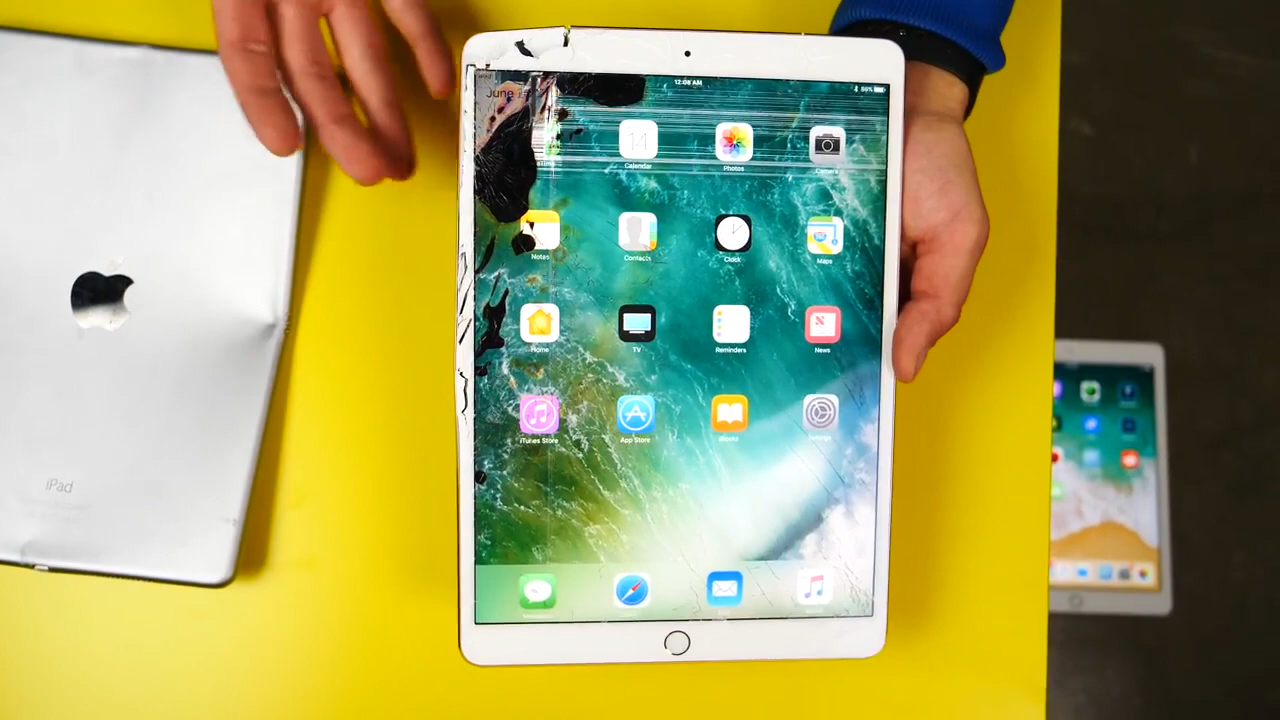 12:08 AM
June
14
Calendar
Photos
Camera
Notes
Contacts
Clock
Maps
Home
TV
Reminders
News
iTunes Store
App Store
iBooks
Settings
iPad